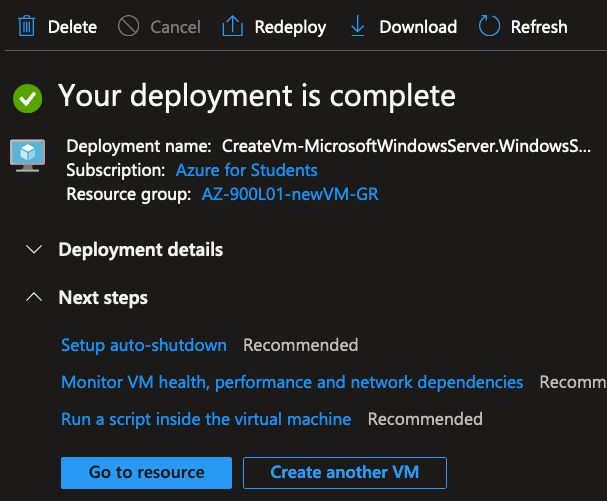 Delete Cancel Redeploy Download Refresh
Your deployment is complete
Deployment name: CreateVm-MicrosoftWindowsServer.WindowsS...
Subscription: Azure for Students
Resource group: AZ-900L01-newVM-GR
Deployment details
Next steps
Setup auto-shutdown Recommended
Monitor VM health, performance and network dependencies Recomm
Run a script inside the virtual machine Recommended
Go to resource Create another VM